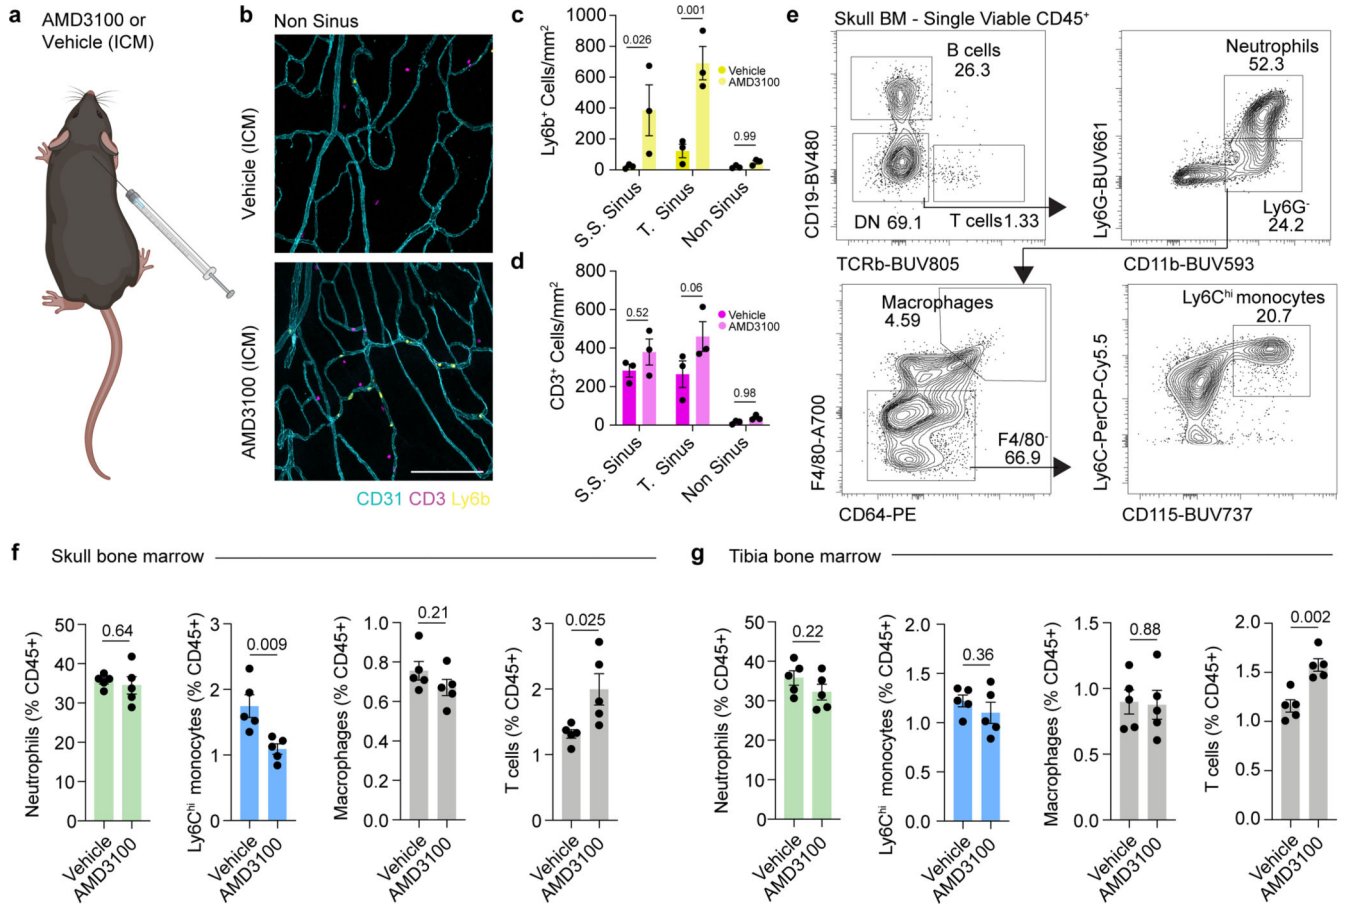 a
AMD3100 or
Vehicle (ICM)
b
Non Sinus
Vehicle (ICM)
AMD3100 (ICM)
CD31 CD3 Ly6b
c
Ly6b⁺ Cells/mm²
1000
800
600
400
200
0
0.026
0.001
0.99
Vehicle
AMD3100
S.S. Sinus
T. Sinus
Non Sinus
d
CD3⁺ Cells/mm²
800
600
400
200
0
0.52
0.06
0.98
Vehicle
AMD3100
S.S. Sinus
T. Sinus
Non Sinus
e
Skull BM - Single Viable CD45⁺
CD19-BV480
B cells
26.3
DN 69.1
T cells1.33
TCRb-BUV805
Ly6G-BUV661
Neutrophils
52.3
Ly6G⁻
24.2
CD11b-BUV593
F4/80-A700
Macrophages
4.59
F4/80⁻
66.9
CD64-PE
Ly6C-PerCP-Cy5.5
Ly6Cʰⁱ monocytes
20.7
CD115-BUV737
f
Skull bone marrow
Neutrophils (% CD45+)
50
40
30
20
10
0
0.64
Vehicle
AMD3100
Ly6Cʰⁱ monocytes (% CD45+)
3
2
1
0
0.009
Vehicle
AMD3100
Macrophages (% CD45+)
1.0
0.8
0.6
0.4
0.2
0.0
0.21
Vehicle
AMD3100
T cells (% CD45+)
3
2
1
0
0.025
Vehicle
AMD3100
g
Tibia bone marrow
Neutrophils (% CD45+)
50
40
30
20
10
0
0.22
Vehicle
AMD3100
Ly6Cʰⁱ monocytes (% CD45+)
2.0
1.5
1.0
0.5
0.0
0.36
Vehicle
AMD3100
Macrophages (% CD45+)
1.5
1.0
0.5
0.0
0.88
Vehicle
AMD3100
T cells (% CD45+)
2.0
1.5
1.0
1.5
0.0
0.002
Vehicle
AMD3100